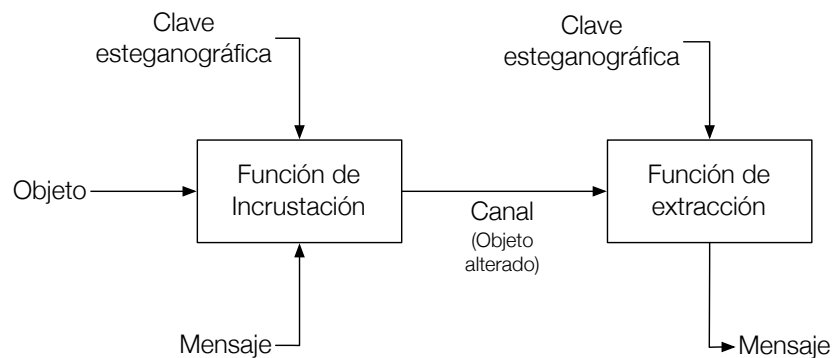 Clave
esteganográfica
Clave
esteganográfica
Objeto
Función de
Incrustación
Canal
(Objeto
alterado)
Función de
extracción
Mensaje
Mensaje